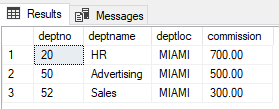 Results Messages
deptno deptname deptloc commission
1 20 HR MIAMI 700.00
2 50 Advertising MIAMI 500.00
3 52 Sales MIAMI 300.00